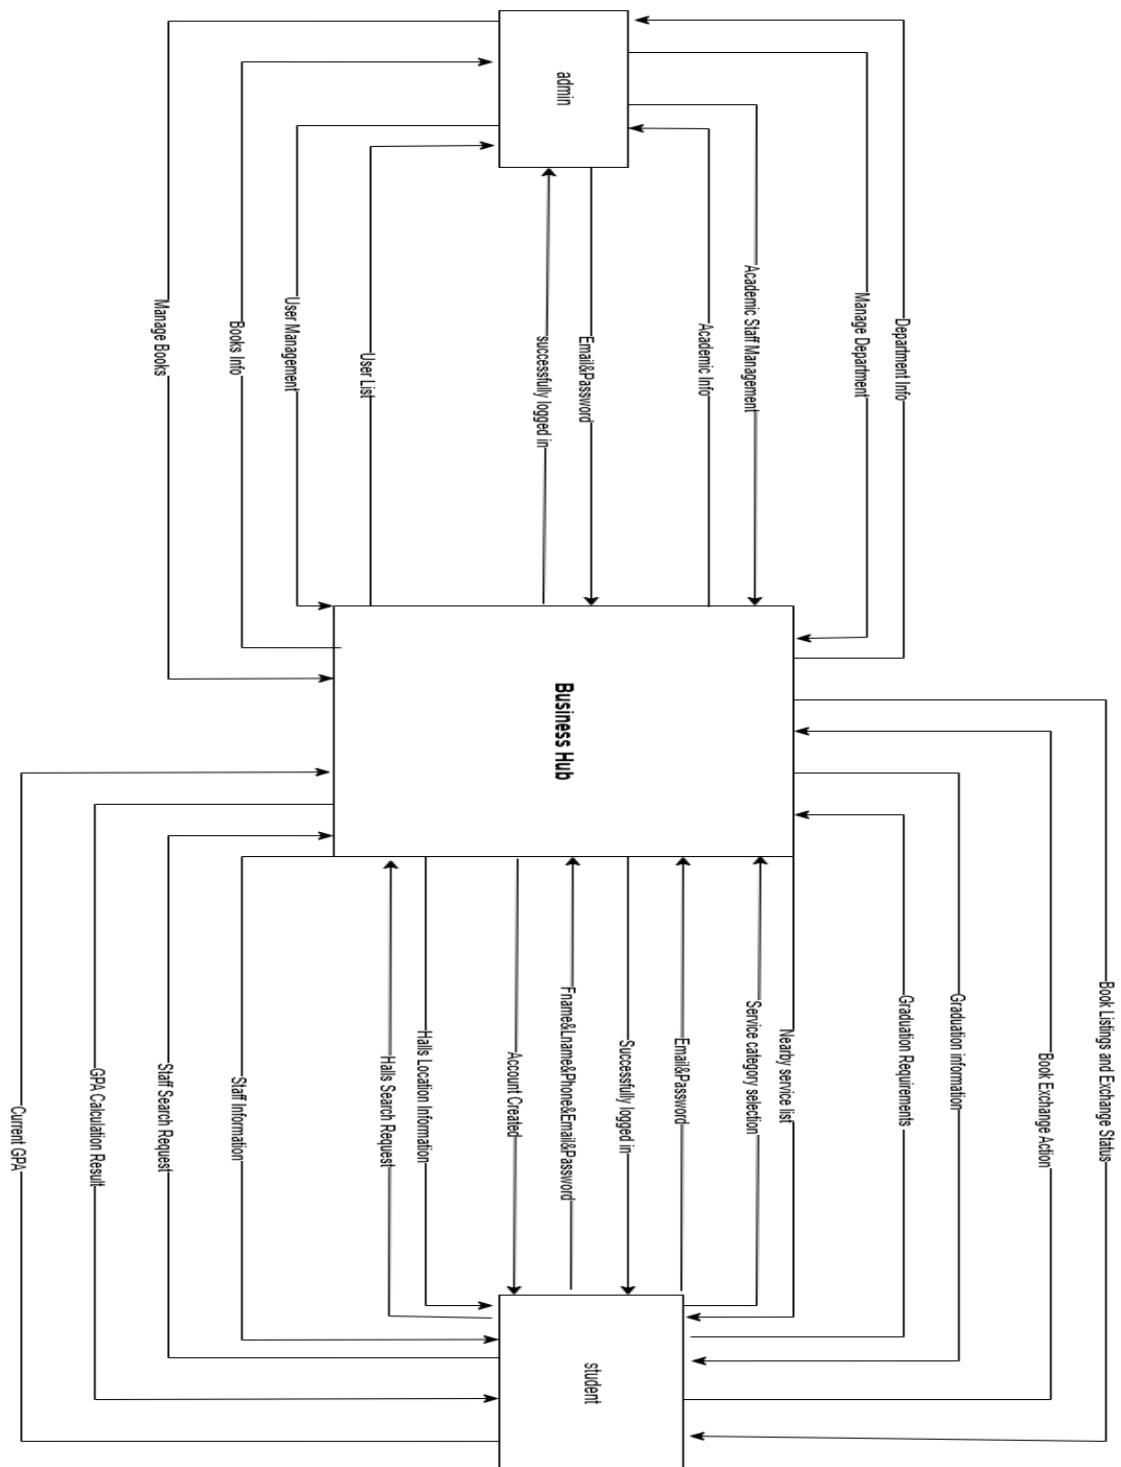 Book Listings and Exchange Status
Book Exchange Action
Graduation information
Graduation Requirements
Department Info
Manage Department
Nearby service list
Service category selection
Academic Staff Management
Academic Info
Email&Password
Successfully logged in
Email&Password
successfully logged in
admin
Business Hub
student
Fname&Lname&Phone&Email&Password
Account Created
Halls Location Information
Halls Search Request
User List
User Management
Books Info
Staff Information
Manage Books
Staff Search Request
GPA Calculation Result
Current GPA